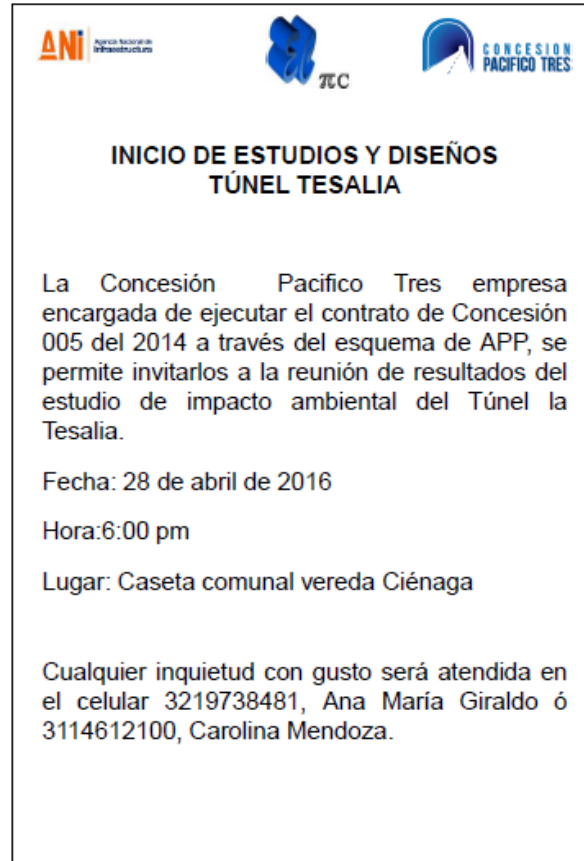 ANi Agencia Nacional de
Infraestructura
πC
CONCESION
PACIFICO TRES
INICIO DE ESTUDIOS Y DISEÑOS
TÚNEL TESALIA
La Concesión Pacifico Tres empresa
encargada de ejecutar el contrato de Concesión
005 del 2014 a través del esquema de APP, se
permite invitarlos a la reunión de resultados del
estudio de impacto ambiental del Túnel la
Tesalia.
Fecha: 28 de abril de 2016
Hora:6:00 pm
Lugar: Caseta comunal vereda Ciénaga
Cualquier inquietud con gusto será atendida en
el celular 3219738481, Ana María Giraldo ó
3114612100, Carolina Mendoza.